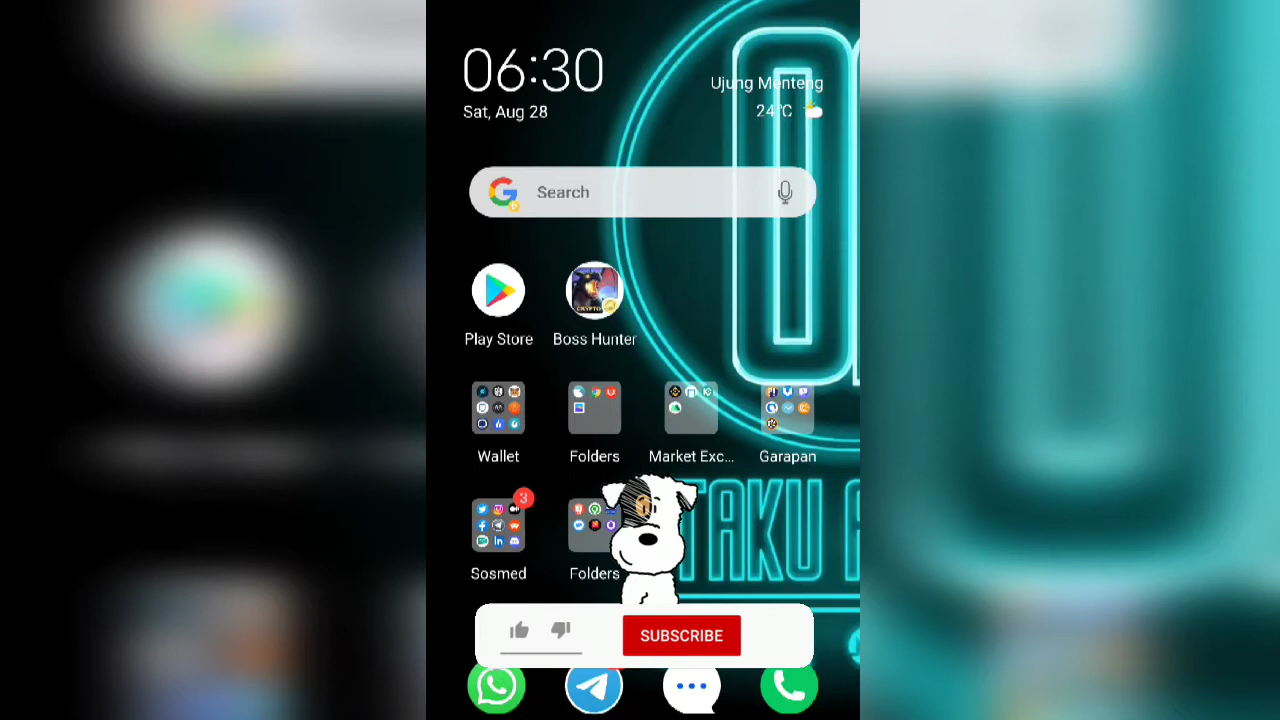 06:30
Sat, Aug 28
Ujung Menteng
24°C
Search
Play Store
Boss Hunter
Wallet
Folders
Market Exc...
Garapan
3
Sosmed
Folders
TAKU
SUBSCRIBE